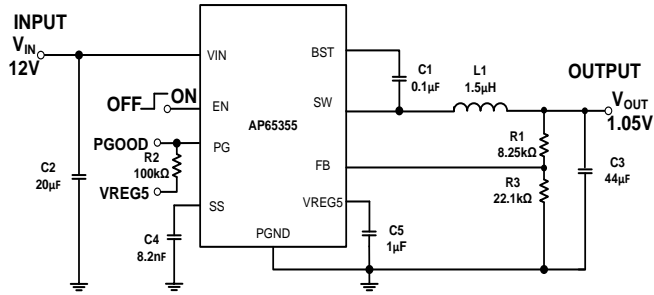 INPUT
VIN
12V
VIN
OFF ON
EN
PGOOD
PG
R2
100kΩ
VREG5
C2
20µF
SS
C4
8.2nF
AP65355
PGND
BST
C1
0.1µF
SW
L1
1.5µH
FB
VREG5
C5
1µF
OUTPUT
VOUT
1.05V
R1
8.25kΩ
R3
22.1kΩ
C3
44µF